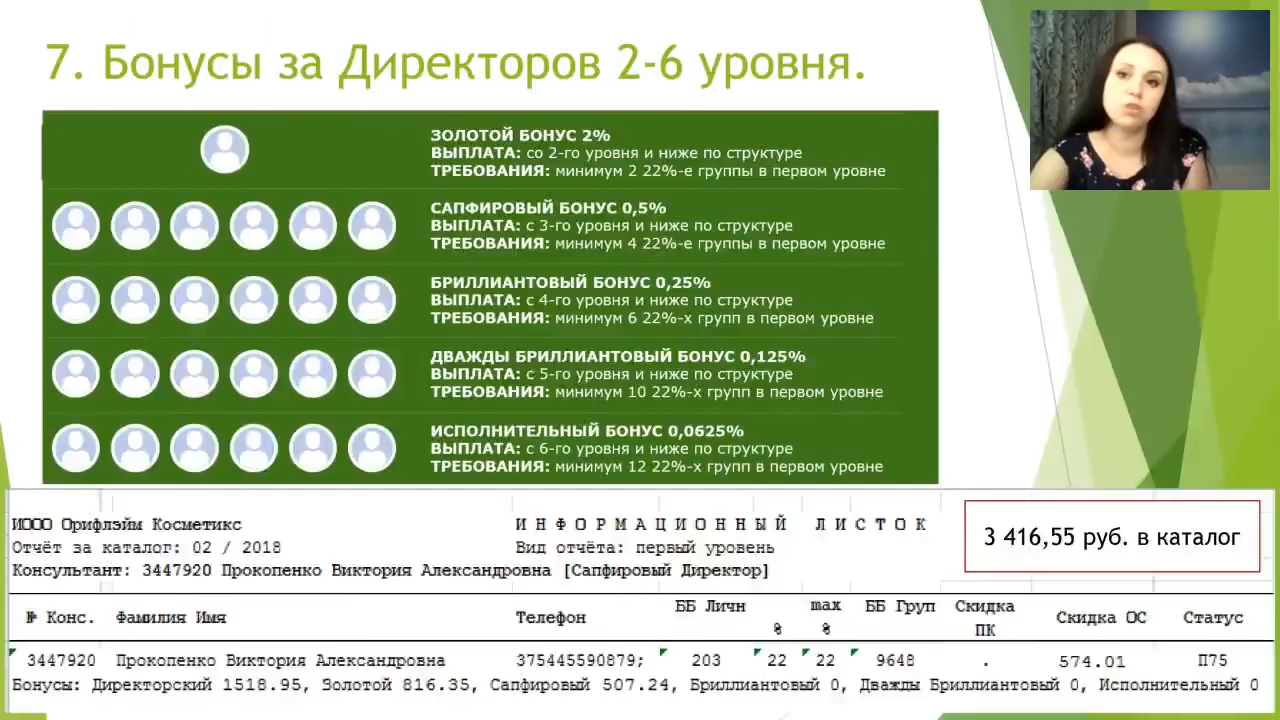 7. Бонусы за Директоров 2-6 уровня.
ЗОЛОТОЙ БОНУС 2%
ВЫПЛАТА: со 2-го уровня и ниже по структуре
ТРЕБОВАНИЯ: минимум 2 22%-е группы в первом уровне
САПФИРОВЫЙ БОНУС 0,5%
ВЫПЛАТА: с 3-го уровня и ниже по структуре
ТРЕБОВАНИЯ: минимум 4 22%-е группы в первом уровне
БРИЛЛИАНТОВЫЙ БОНУС 0,25%
ВЫПЛАТА: с 4-го уровня и ниже по структуре
ТРЕБОВАНИЯ: минимум 6 22%-х групп в первом уровне
ДВАЖДЫ БРИЛЛИАНТОВЫЙ БОНУС 0,125%
ВЫПЛАТА: с 5-го уровня и ниже по структуре
ТРЕБОВАНИЯ: минимум 10 22%-х групп в первом уровне
ИСПОЛНИТЕЛЬНЫЙ БОНУС 0,0625%
ВЫПЛАТА: с 6-го уровня и ниже по структуре
ТРЕБОВАНИЯ: минимум 12 22%-х групп в первом уровне
ИООО Орифлэйм Косметикс ИНФОРМАЦИОННЫЙ ЛИСТОК
3 416,55 руб. в каталог
Отчёт за каталог: 02 / 2018 Вид отчёта: первый уровень
Консультант: 3447920 Прокопенко Виктория Александровна [Сапфировый Директор]
№ Конс. Фамилия Имя Телефон ББ Личн % max % ББ Груп Скидка ПК Скидка ОС Статус
3447920 Прокопенко Виктория Александровна 375445590879; 203 22 22 9648 . 574.01 П75
Бонусы: Директорский 1518.95, Золотой 816.35, Сапфировый 507.24, Бриллиантовый 0, Дважды Бриллиантовый 0, Исполнительный 0